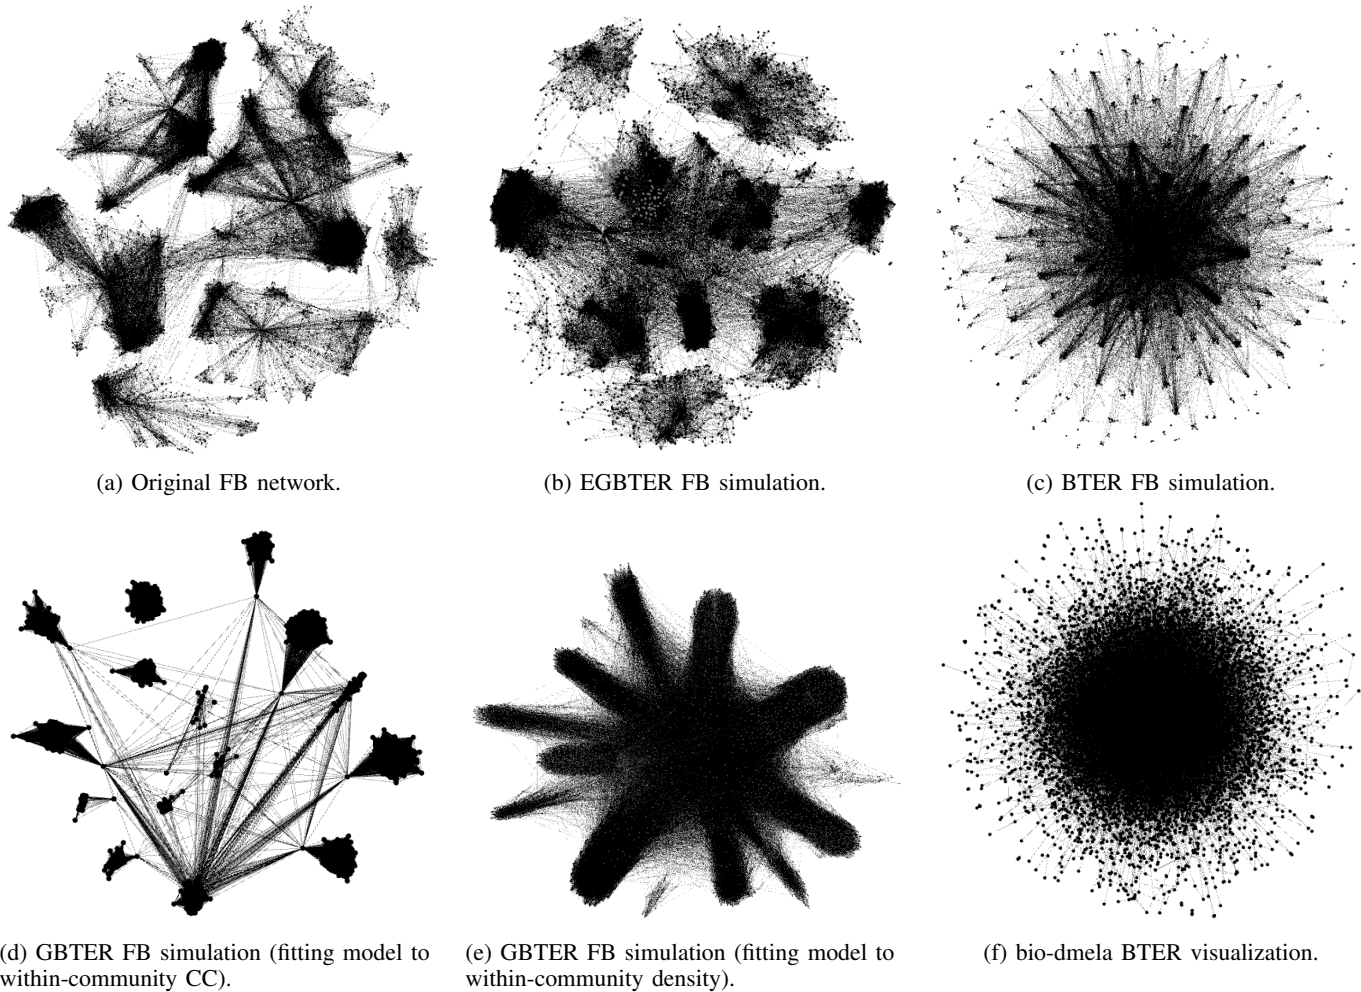 (a) Original FB network.
(b) EGBTER FB simulation.
(c) BTER FB simulation.
(d) GBTER FB simulation (fitting model to
within-community CC).
(e) GBTER FB simulation (fitting model to
within-community density).
(f) bio-dmela BTER visualization.